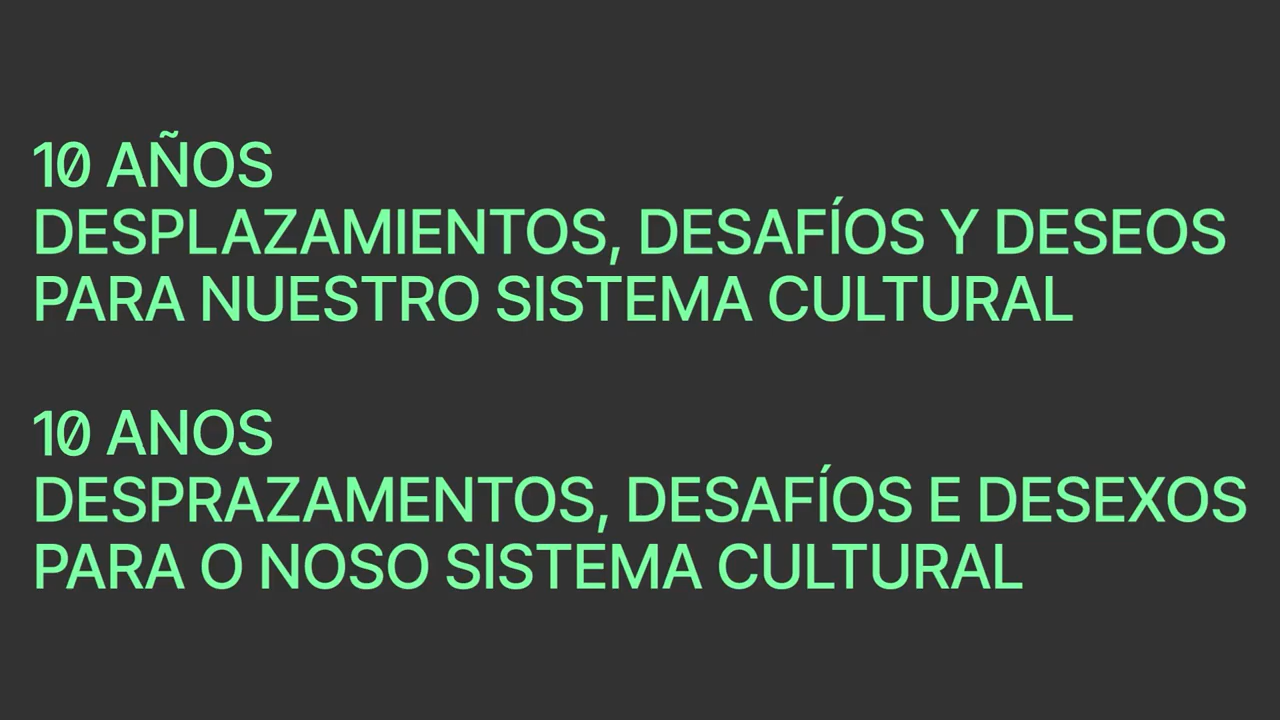 10 AÑOS
DESPLAZAMIENTOS, DESAFÍOS Y DESEOS
PARA NUESTRO SISTEMA CULTURAL
10 ANOS
DESPRAZAMENTOS, DESAFÍOS E DESEXOS
PARA O NOSO SISTEMA CULTURAL